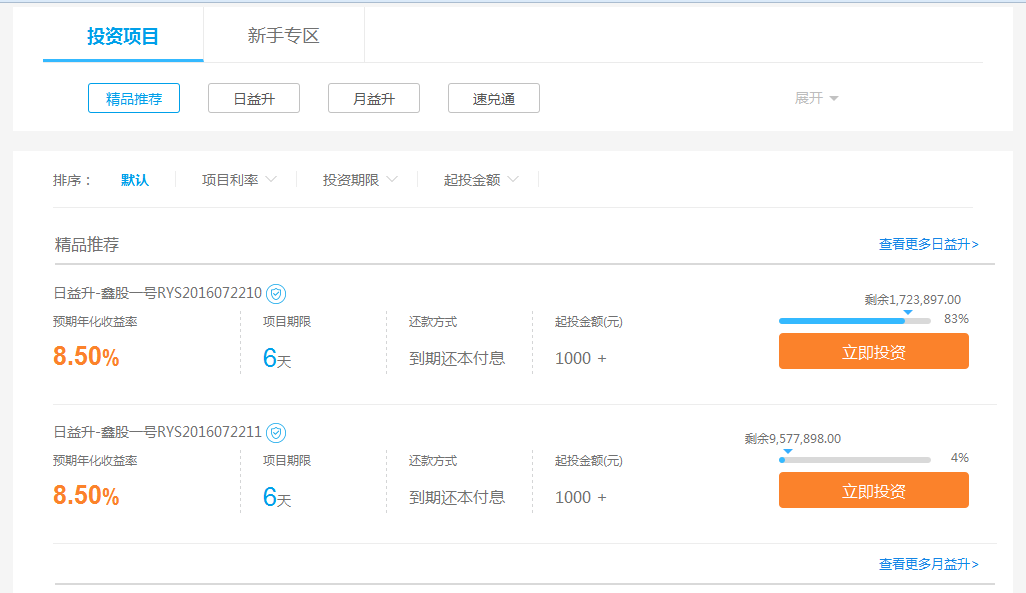 投资项目 新手专区
精品推荐 日益升 月益升 速兑通 展开
排序： 默认 项目利率 投资期限 起投金额
精品推荐 查看更多日益升>
日益升-鑫股一号RYS2016072210
剩余1,723,897.00
预期年化收益率 项目期限 还款方式 起投金额(元) 83%
8.50% 6天 到期还本付息 1000 + 立即投资
日益升-鑫股一号RYS2016072211
剩余9,577,898.00
预期年化收益率 项目期限 还款方式 起投金额(元) 4%
8.50% 6天 到期还本付息 1000 + 立即投资
查看更多月益升>